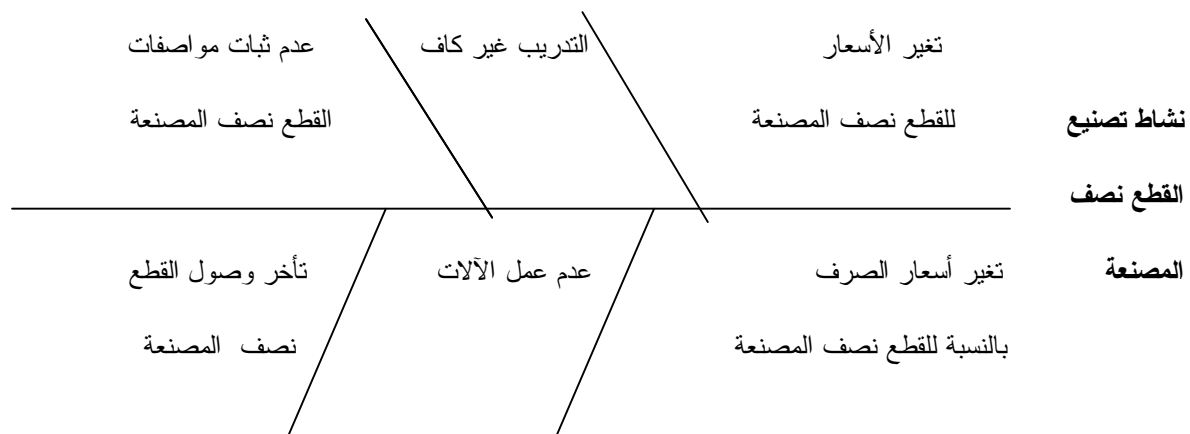 نشاط تصنيع
القطع نصف
المصنعة
تغير الأسعار
للقطع نصف المصنعة
التدريب غير كاف
عدم ثبات مواصفات
القطع نصف المصنعة
تغير أسعار الصرف
بالنسبة للقطع نصف المصنعة
عدم عمل الآلات
تأخر وصول القطع
نصف المصنعة